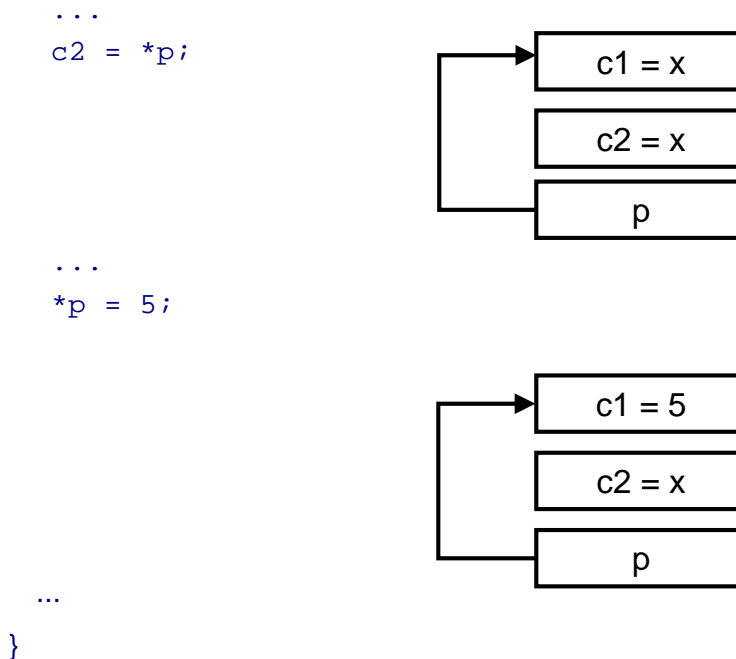 ...
c2 = *p;
c1 = x
c2 = x
p
...
*p = 5;
c1 = 5
c2 = x
p
...
}